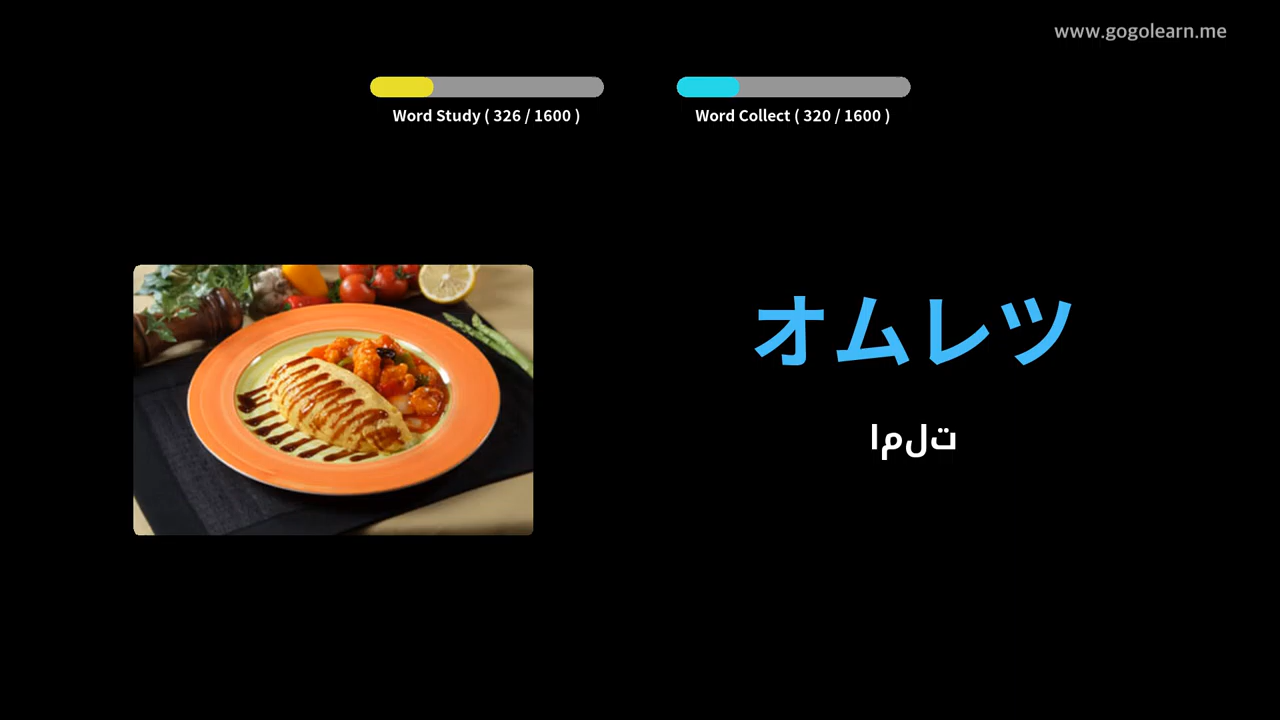 www.gogolearn.me
Word Study ( 326 / 1600 )
Word Collect ( 320 / 1600 )
オムレツ
املت